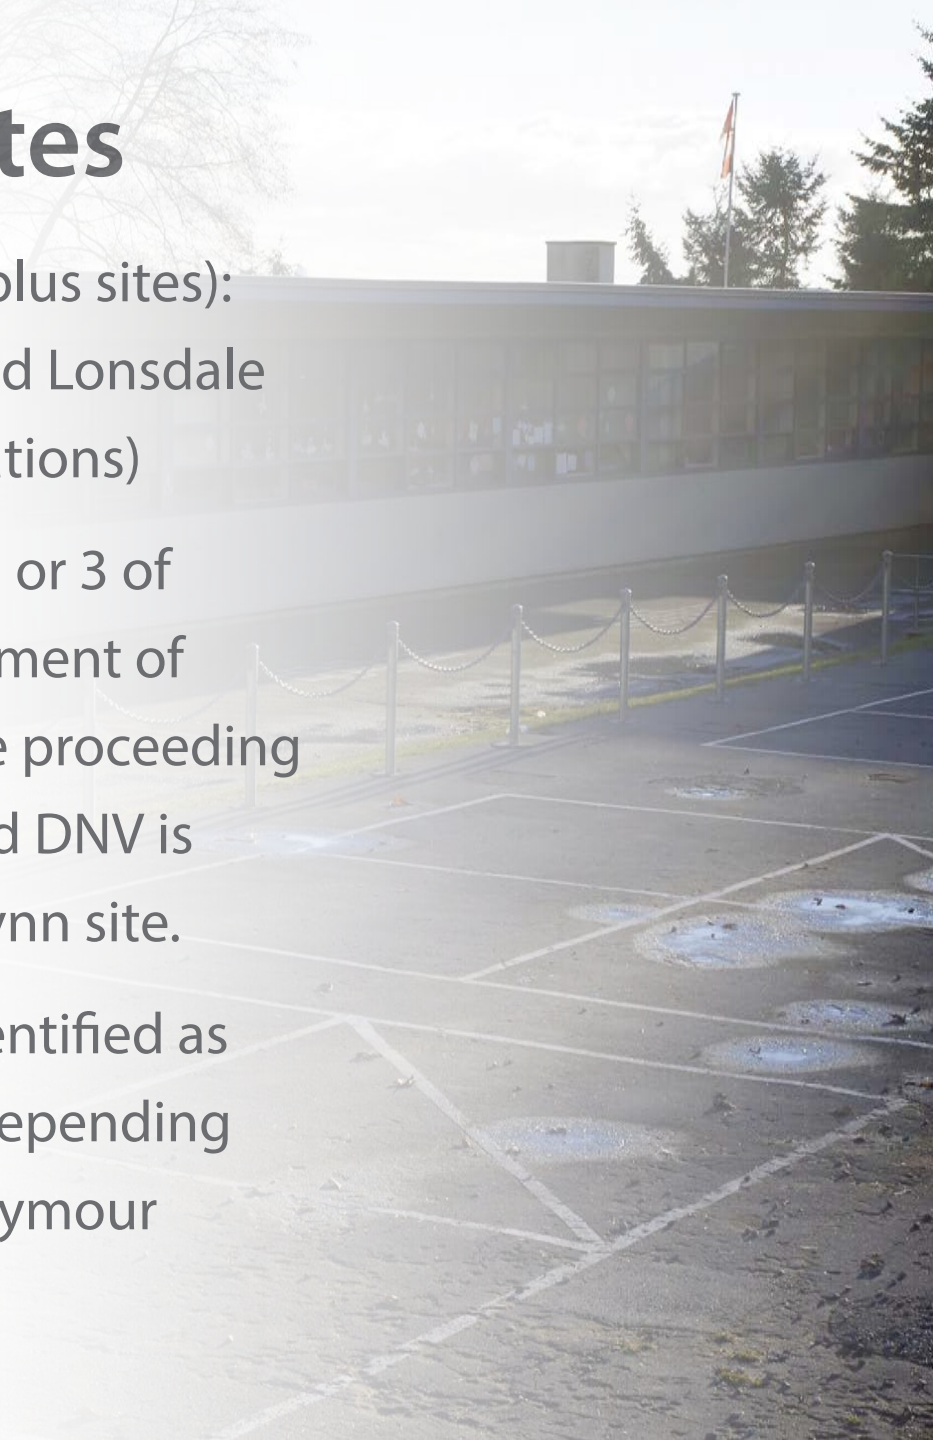 tes
plus sites):
d Lonsdale
tions)
or 3 of
ment of
e proceeding
d DNV is
ynn site.
entified as
epending
ymour